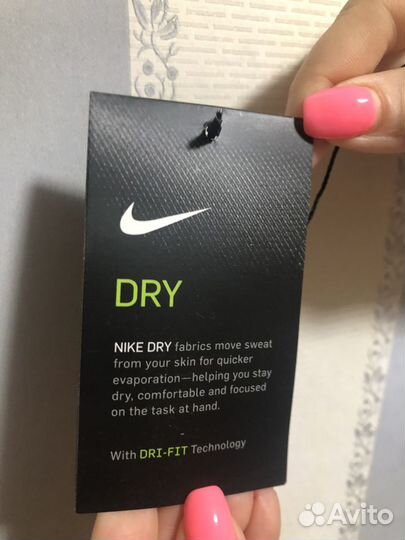 DRY
NIKE DRY fabrics move sweat
from your skin for quicker
evaporation—helping you stay
dry, comfortable and focused
on the task at hand.
With DRI-FIT Technology
Avito